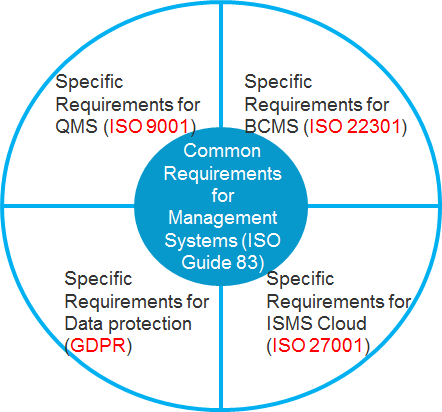 Specific
Requirements for
QMS (ISO 9001)
Specific
Requirements for
BCMS (ISO 22301)
Common
Requirements
for
Management
Systems (ISO
Guide 83)
Specific
Requirements for
Data protection
(GDPR)
Specific
Requirements for
ISMS Cloud
(ISO 27001)